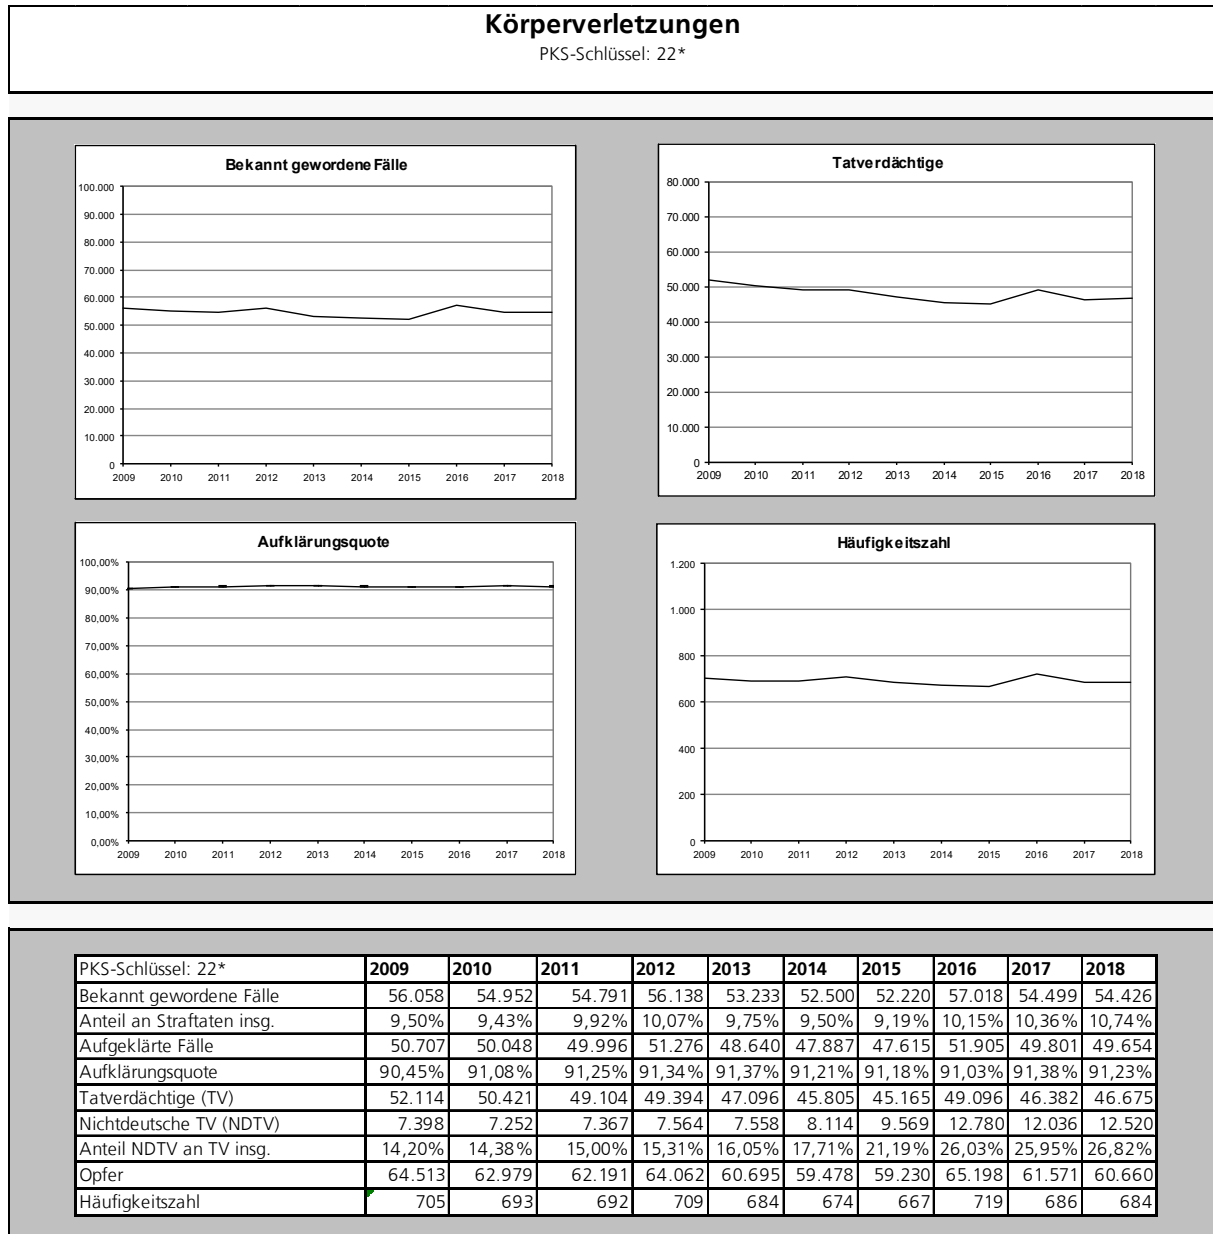 Körperverletzungen
PKS-Schlüssel: 22*
Bekannt gewordene Fälle
100.000
90.000
80.000
70.000
60.000
50.000
40.000
30.000
20.000
10.000
0
2009 2010 2011 2012 2013 2014 2015 2016 2017 2018
Tatverdächtige
80.000
70.000
60.000
50.000
40.000
30.000
20.000
10.000
0
2009 2010 2011 2012 2013 2014 2015 2016 2017 2018
Aufklärungsquote
100,00%
90,00%
80,00%
70,00%
60,00%
50,00%
40,00%
30,00%
20,00%
10,00%
0,00%
2009 2010 2011 2012 2013 2014 2015 2016 2017 2018
Häufigkeitszahl
1.200
1.000
800
600
400
200
0
2009 2010 2011 2012 2013 2014 2015 2016 2017 2018
PKS-Schlüssel: 22* 2009 2010 2011 2012 2013 2014 2015 2016 2017 2018
Bekannt gewordene Fälle 56.058 54.952 54.791 56.138 53.233 52.500 52.220 57.018 54.499 54.426
Anteil an Straftaten insg. 9,50% 9,43% 9,92% 10,07% 9,75% 9,50% 9,19% 10,15% 10,36% 10,74%
Aufgeklärte Fälle 50.707 50.048 49.996 51.276 48.640 47.887 47.615 51.905 49.801 49.654
Aufklärungsquote 90,45% 91,08% 91,25% 91,34% 91,37% 91,21% 91,18% 91,03% 91,38% 91,23%
Tatverdächtige (TV) 52.114 50.421 49.104 49.394 47.096 45.805 45.165 49.096 46.382 46.675
Nichtdeutsche TV (NDTV) 7.398 7.252 7.367 7.564 7.558 8.114 9.569 12.780 12.036 12.520
Anteil NDTV an TV insg. 14,20% 14,38% 15,00% 15,31% 16,05% 17,71% 21,19% 26,03% 25,95% 26,82%
Opfer 64.513 62.979 62.191 64.062 60.695 59.478 59.230 65.198 61.571 60.660
Häufigkeitszahl 705 693 692 709 684 674 667 719 686 684